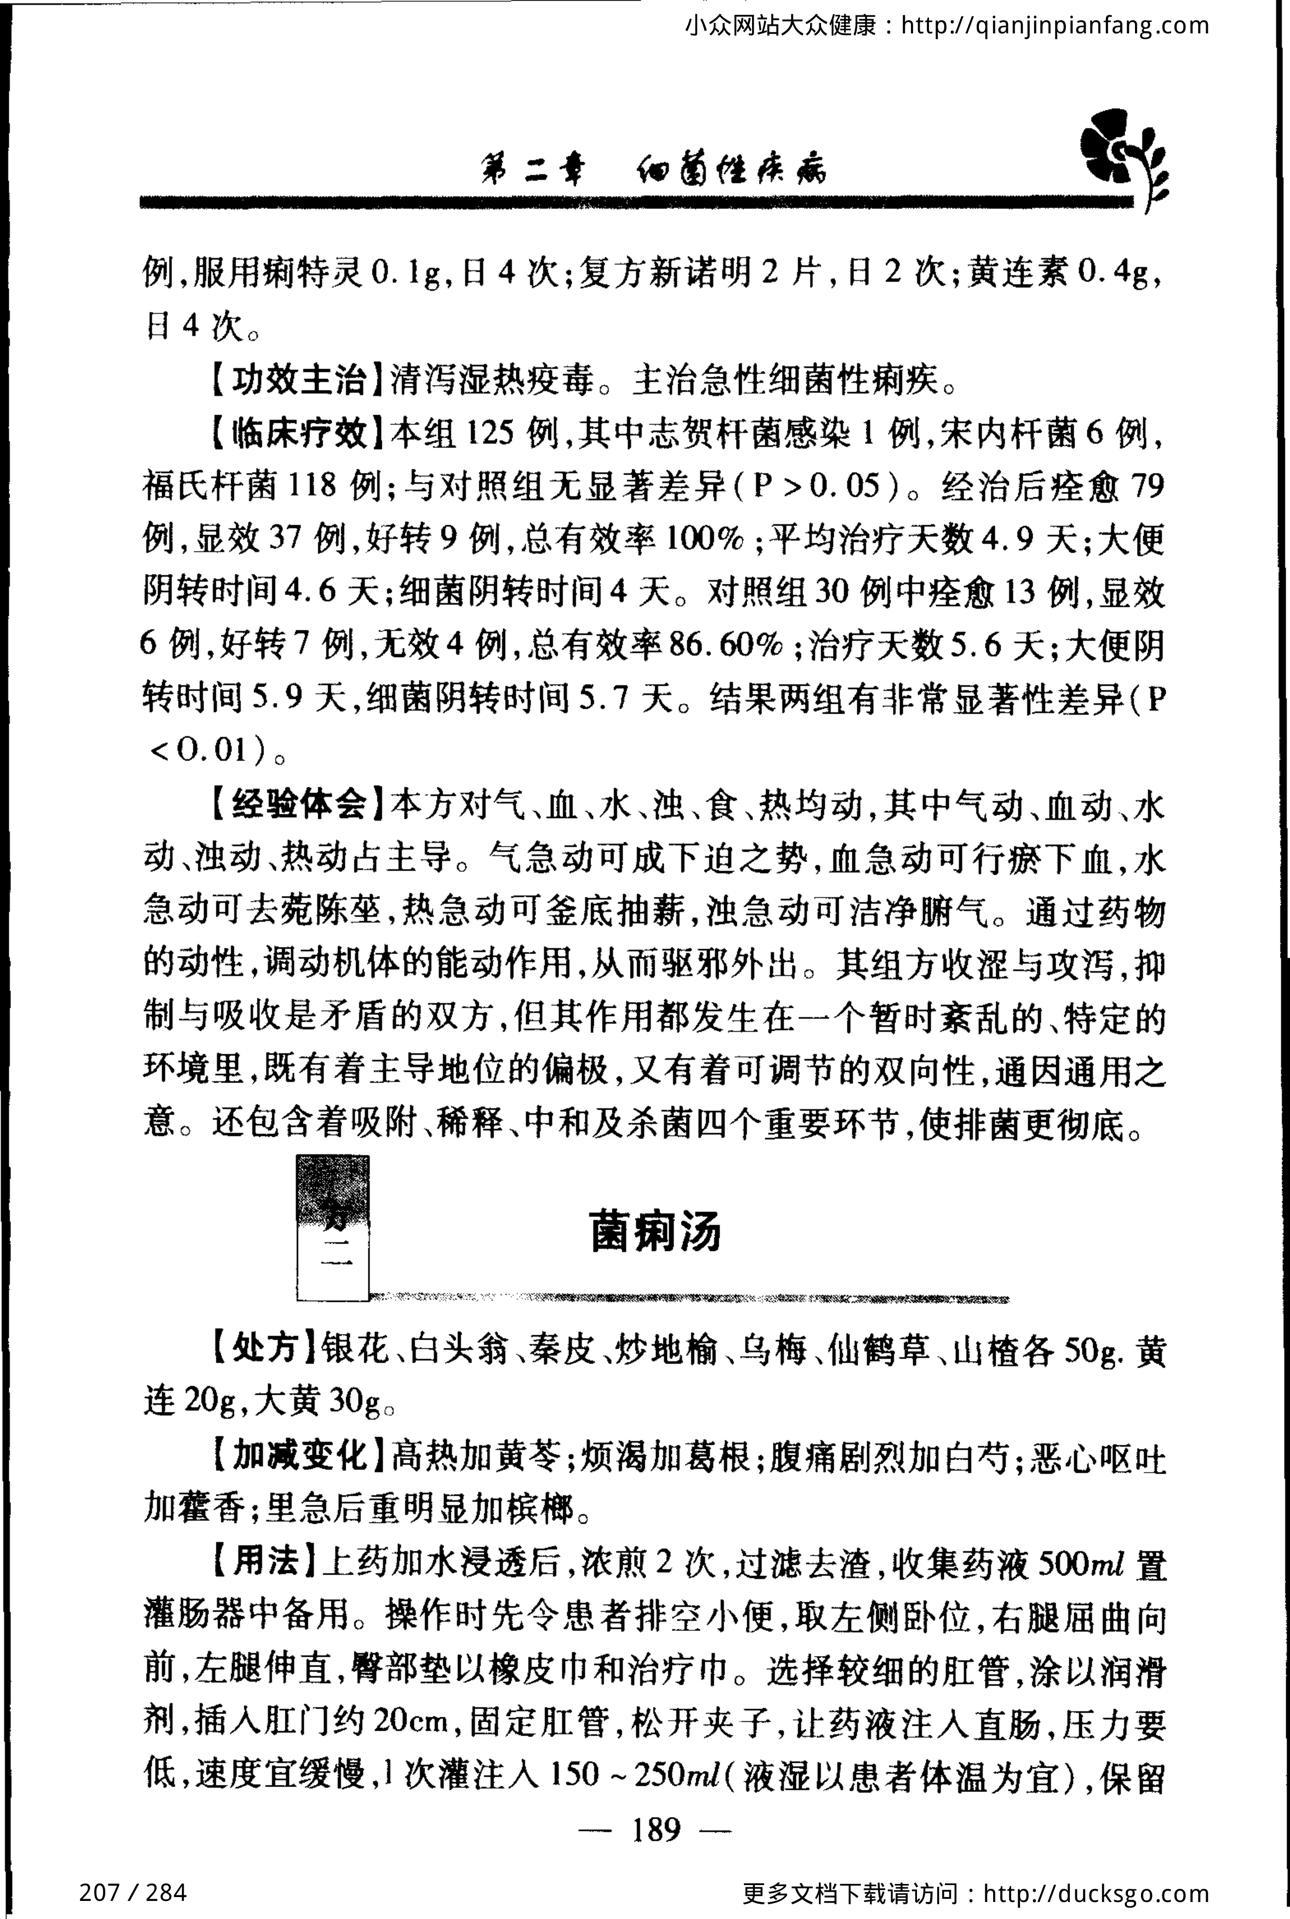 小众网站大众健康：http://qianjinpianfang.com
第二章 细菌性疾病
例,服用痢特灵0.1g,日4次;复方新诺明2片,日2次;黄连素0.4g,
日4次。
【功效主治】清泻湿热疫毒。主治急性细菌性痢疾。
【临床疗效】本组125例,其中志贺杆菌感染1例,宋内杆菌6例,
福氏杆菌118例;与对照组无显著差异(P>0.05)。经治后痊愈79
例,显效37例,好转9例,总有效率100%;平均治疗天数4.9天;大便
阴转时间4.6天;细菌阴转时间4天。对照组30例中痊愈13例,显效
6例,好转7例,无效4例,总有效率86.60%;治疗天数5.6天;大便阴
转时间5.9天,细菌阴转时间5.7天。结果两组有非常显著性差异(P
<0.01)。
【经验体会】本方对气、血、水、浊、食、热均动,其中气动、血动、水
动、浊动、热动占主导。气急动可成下迫之势,血急动可行瘀下血,水
急动可去菀陈莝,热急动可釜底抽薪,浊急动可洁净腑气。通过药物
的动性,调动机体的能动作用,从而驱邪外出。其组方收涩与攻泻,抑
制与吸收是矛盾的双方,但其作用都发生在一个暂时紊乱的、特定的
环境里,既有着主导地位的偏极,又有着可调节的双向性,通因通用之
意。还包含着吸附、稀释、中和及杀菌四个重要环节,使排菌更彻底。
方二
菌痢汤
【处方】银花、白头翁、秦皮、炒地榆、乌梅、仙鹤草、山楂各50g.黄
连20g,大黄30g。
【加减变化】高热加黄芩;烦渴加葛根;腹痛剧烈加白芍;恶心呕吐
加藿香;里急后重明显加槟榔。
【用法】上药加水浸透后,浓煎2次,过滤去渣,收集药液500ml置
灌肠器中备用。操作时先令患者排空小便,取左侧卧位,右腿屈曲向
前,左腿伸直,臀部垫以橡皮巾和治疗巾。选择较细的肛管,涂以润滑
剂,插入肛门约20cm,固定肛管,松开夹子,让药液注入直肠,压力要
低,速度宜缓慢,1次灌注入150~250ml(液湿以患者体温为宜),保留
— 189 —
207 / 284
更多文档下载请访问：http://ducksgo.com